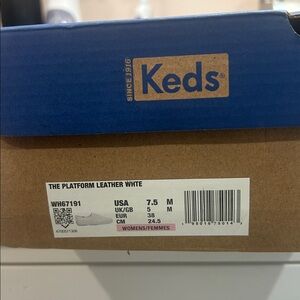 SINCE 1916
Keds
THE PLATFORM LEATHER WHTE
WH67191
USA 7.5 M
UK/GB 5 M
EUR 38
CM 24.5
WOMENS/FEMMES